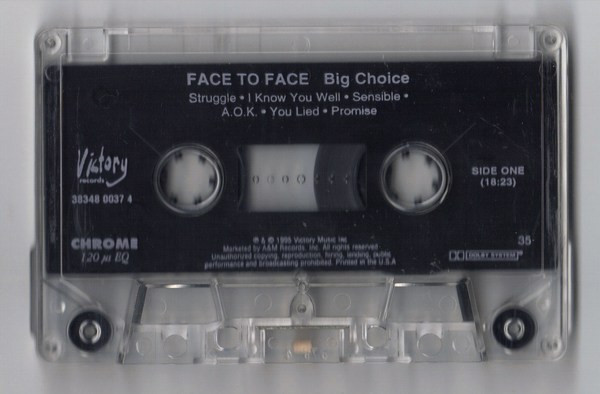 FACE TO FACE Big Choice
Struggle • I Know You Well • Sensible •
A.O.K. • You Lied • Promise
Victory
records
38348 0037 4
SIDE ONE
(18:23)
CHROME
120 µs EQ
35
DOLBY SYSTEM
℗ & © 1995 Victory Music Inc
Marketed by A&M Records, Inc. All rights reserved
Unauthorized copying, reproduction, hiring, lending, public
performance and broadcasting prohibited. Printed in the U.S.A